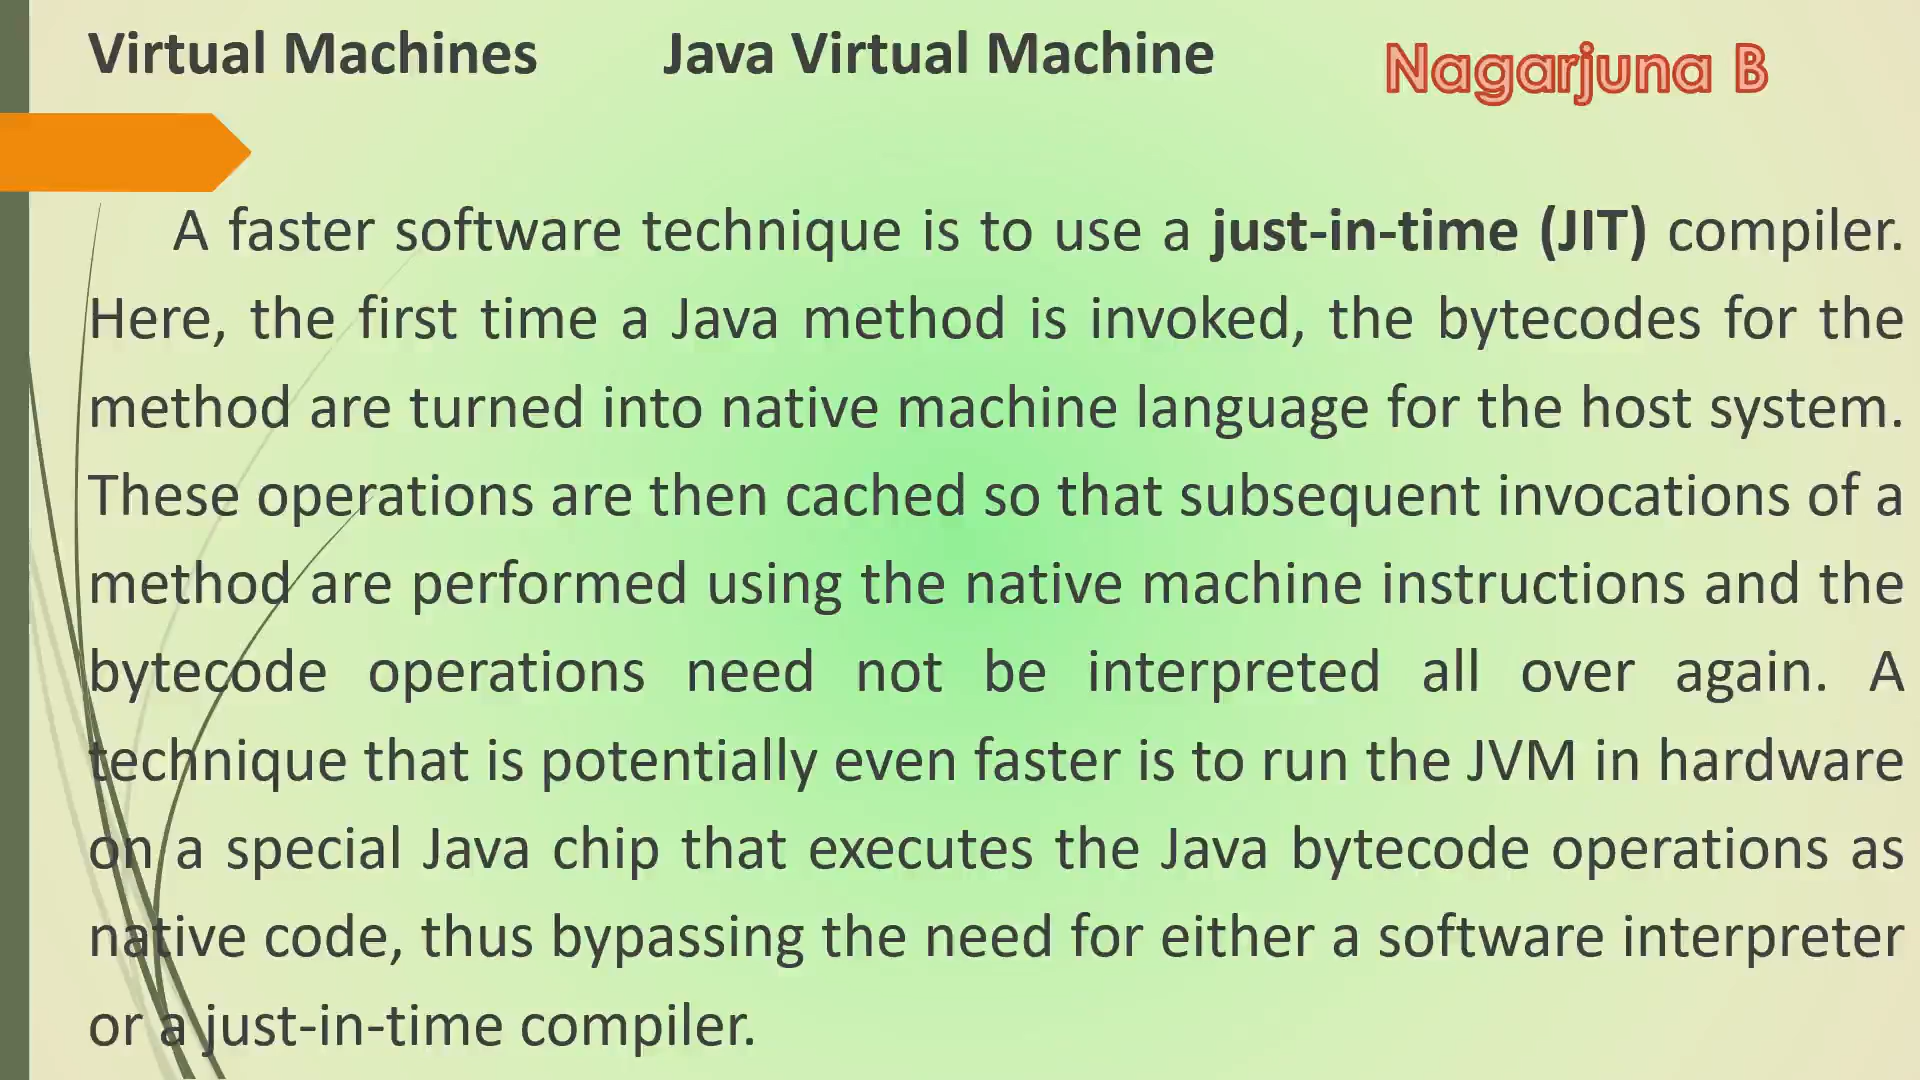 Virtual Machines Java Virtual Machine Nagarjuna B
A faster software technique is to use a just-in-time (JIT) compiler.
Here, the first time a Java method is invoked, the bytecodes for the
method are turned into native machine language for the host system.
These operations are then cached so that subsequent invocations of a
method are performed using the native machine instructions and the
bytecode operations need not be interpreted all over again. A
technique that is potentially even faster is to run the JVM in hardware
on a special Java chip that executes the Java bytecode operations as
native code, thus bypassing the need for either a software interpreter
or a just-in-time compiler.